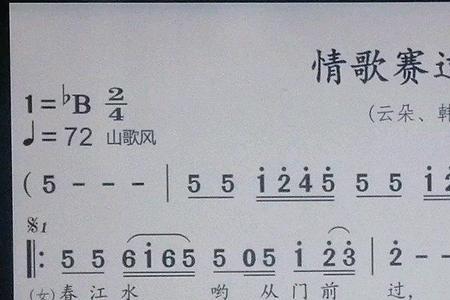 情歌赛过
1=♭B 2/4
(云朵、韩
♩=72 山歌风
(5 - - - | 5 5 i̇ 2̇ 4̇ 5̇ 5 5 i̇ 2̇
𝄋1
‖: 5 5 6 i̇ 6 5 5 05 i̇ 2̇ 3̇ | 2̇ - -
(女)春 江 水 哟 从 门 前 过,